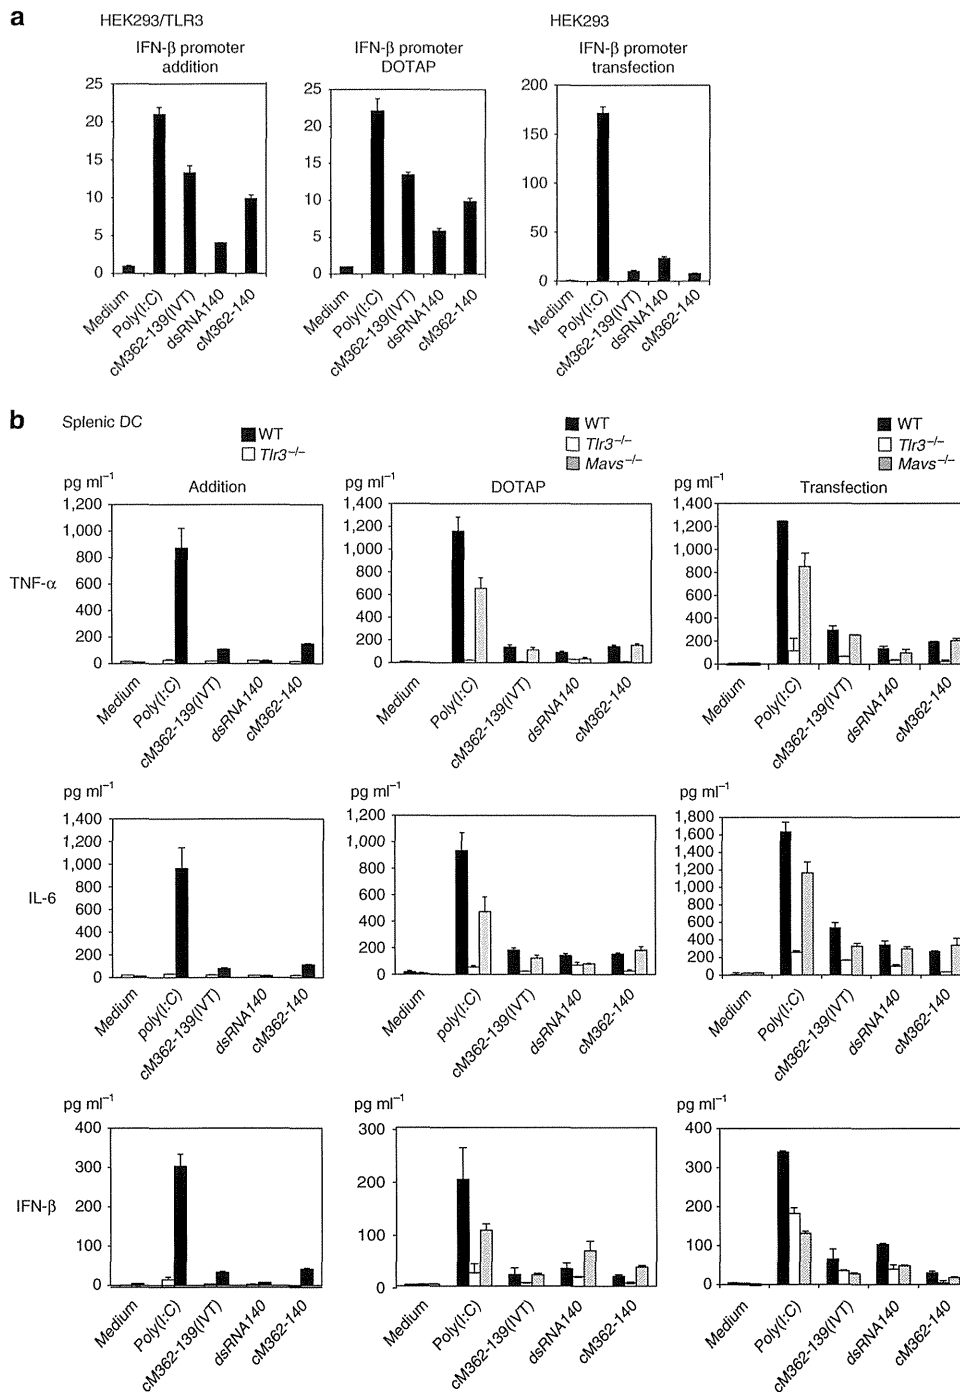 a
HEK293/TLR3
HEK293
IFN-β promoter
addition
IFN-β promoter
DOTAP
IFN-β promoter
transfection
25
20
15
10
5
0
Medium
Poly(I:C)
cM362-139(IVT)
dsRNA140
cM362-140
25
20
15
10
5
0
Medium
Poly(I:C)
cM362-139(IVT)
dsRNA140
cM362-140
200
150
100
50
0
Medium
Poly(I:C)
cM362-139(IVT)
dsRNA140
cM362-140
b
Splenic DC
WT
Tlr3−/−
WT
Tlr3−/−
Mavs−/−
WT
Tlr3−/−
Mavs−/−
TNF-α
pg ml−1
Addition
1,200
1,000
800
600
400
200
0
Medium
Poly(I:C)
cM362-139(IVT)
dsRNA140
cM362-140
pg ml−1
DOTAP
1,400
1,200
1,000
800
600
400
200
0
Medium
Poly(I:C)
cM362-139(IVT)
dsRNA140
cM362-140
pg ml−1
Transfection
1,400
1,200
1,000
800
600
400
200
0
Medium
Poly(I:C)
cM362-139(IVT)
dsRNA140
cM362-140
IL-6
pg ml−1
1,400
1,200
1,000
800
600
400
200
0
Medium
poly(I:C)
cM362-139(IVT)
dsRNA140
cM362-140
pg ml−1
1,200
1,000
800
600
400
200
0
Medium
poly(I:C)
cM362-139(IVT)
dsRNA140
cM362-140
pg ml−1
1,800
1,600
1,400
1,200
1,000
800
600
400
200
0
Medium
Poly(I:C)
cM362-139(IVT)
dsRNA140
cM362-140
IFN-β
pg ml−1
400
300
200
100
0
Medium
Poly(I:C)
cM362-139(IVT)
dsRNA140
cM362-140
pg ml−1
300
200
100
0
Medium
Poly(I:C)
cM362-139(IVT)
dsRNA140
cM362-140
pg ml−1
400
300
200
100
0
Medium
Poly(I:C)
cM362-139(IVT)
dsRNA140
cM362-140